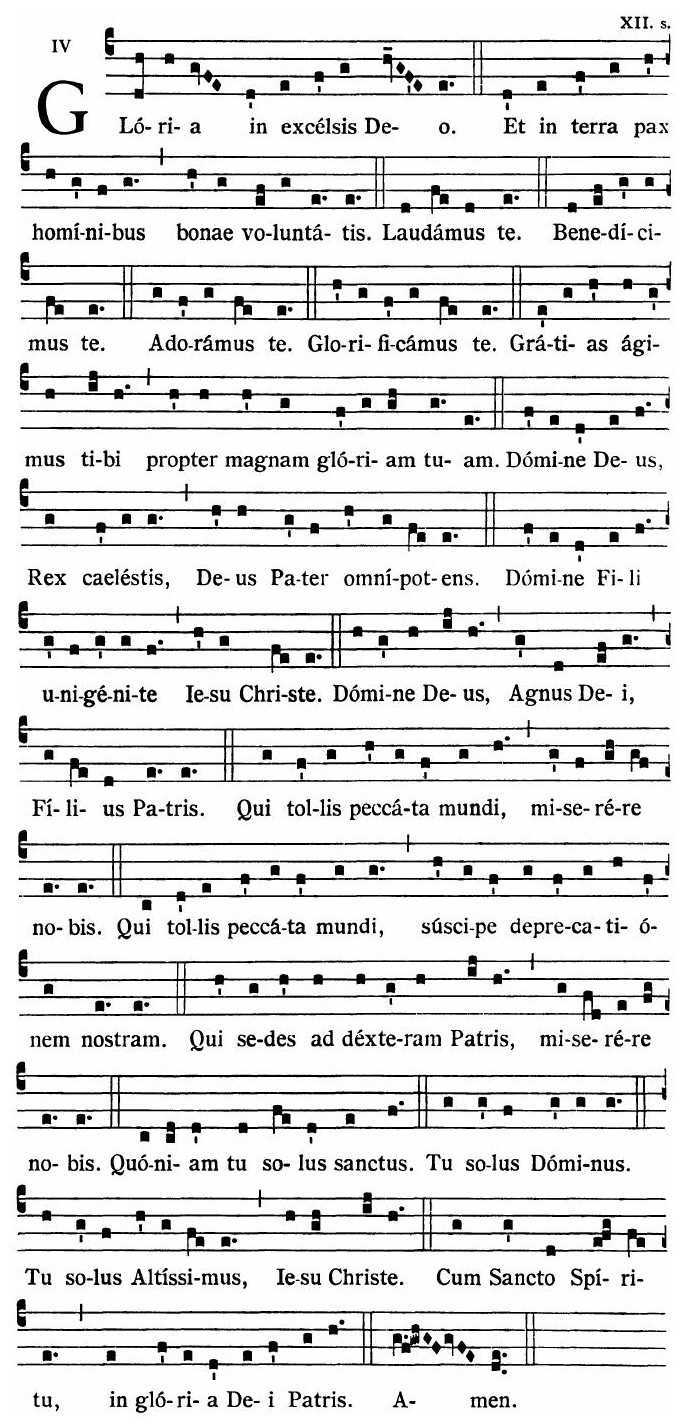 XII. s.
IV
GLó-ri- a in excélsis De- o. Et in terra pax
homí-ni-bus bonae vo-luntá- tis. Laudámus te. Bene-dí-ci-
mus te. Ado-rámus te. Glo-ri- fi-cámus te. Grá-ti- as ági-
mus ti-bi propter magnam gló-ri- am tu- am. Dómi-ne De- us,
Rex caeléstis, De- us Pa-ter omní-pot-ens. Dómi-ne Fi-li
u-ni-gé-ni-te Ie-su Chri-ste. Dómi-ne De- us, Agnus De- i,
Fí- li- us Pa-tris. Qui tol-lis peccá-ta mundi, mi-se-ré-re
no-bis. Qui tol-lis peccá-ta mundi, súsci-pe depre-ca-ti-ó-
nem nostram. Qui se-des ad déxte-ram Patris, mi-se-ré-re
no- bis. Quó-ni- am tu so- lus sanctus. Tu so-lus Dómi-nus.
Tu so-lus Altíssi-mus, Ie-su Christe. Cum Sancto Spí- ri-
tu, in gló-ri- a De- i Patris. A- men.